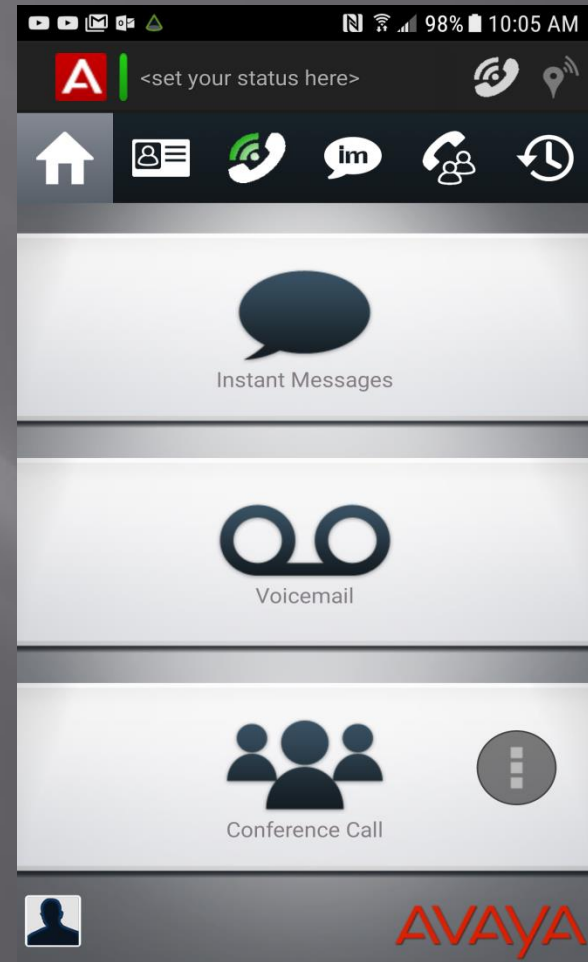 98% 10:05 AM
A <set your status here>
im
Instant Messages
Voicemail
Conference Call
AVAYA